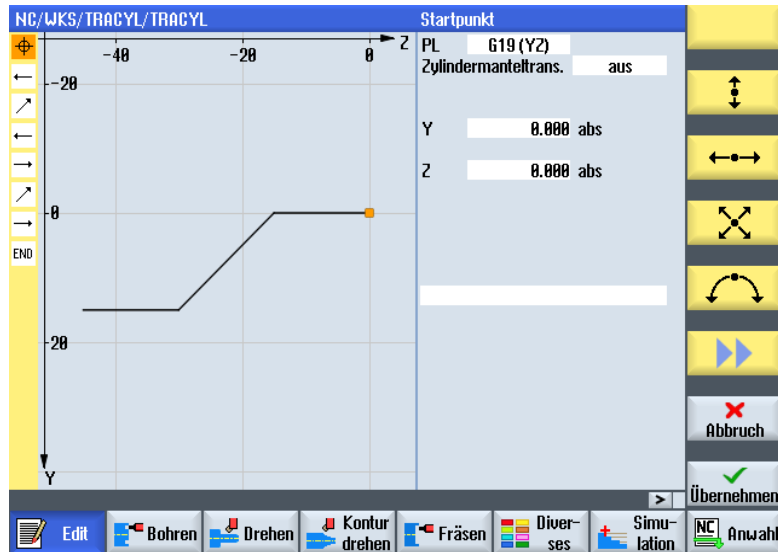 NC/WKS/TRACYL/TRACYL
Startpunkt
Z
-40
-20
0
-20
0
20
Y
END
PL G19 (YZ)
Zylindermanteltrans. aus
Y 0.000 abs
Z 0.000 abs
Abbruch
Übernehmen
>
Edit
Bohren
Drehen
Kontur
drehen
Fräsen
Diver-
ses
Simu-
lation
NC Anwahl